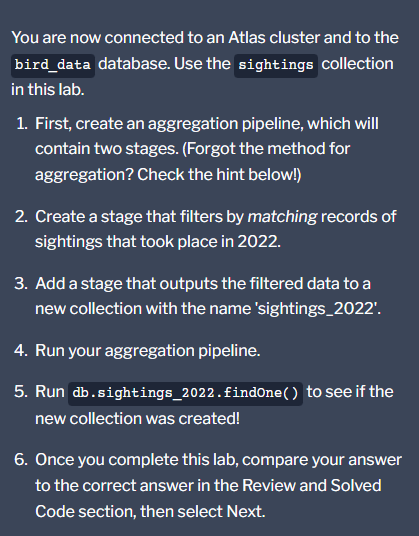 You are now connected to an Atlas cluster and to the
bird_data database. Use the sightings collection
in this lab.
1. First, create an aggregation pipeline, which will
contain two stages. (Forgot the method for
aggregation? Check the hint below!)
2. Create a stage that filters by matching records of
sightings that took place in 2022.
3. Add a stage that outputs the filtered data to a
new collection with the name 'sightings_2022'.
4. Run your aggregation pipeline.
5. Run db.sightings_2022.findOne() to see if the
new collection was created!
6. Once you complete this lab, compare your answer
to the correct answer in the Review and Solved
Code section, then select Next.